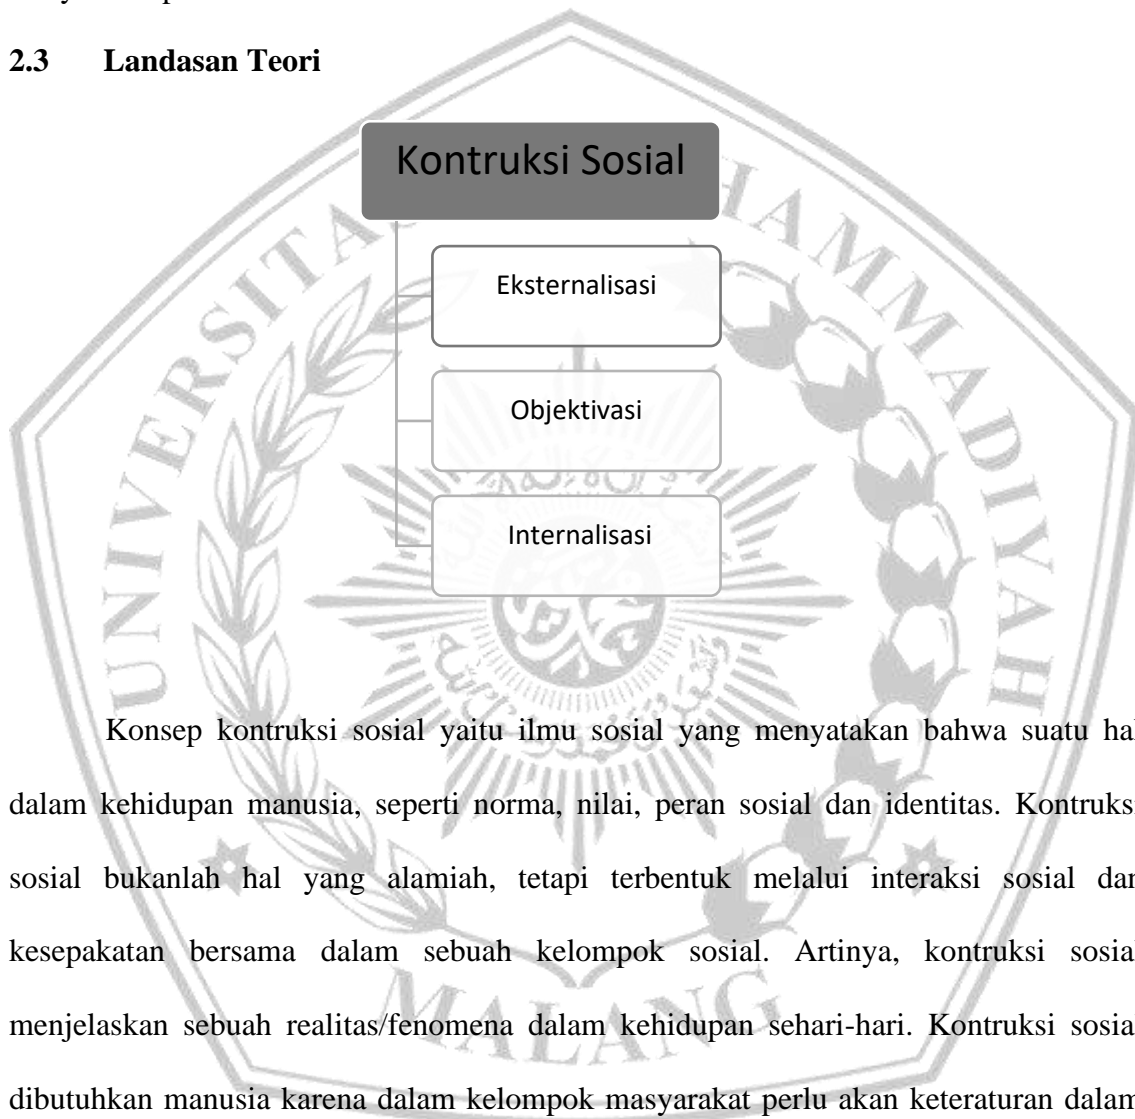 2.3 Landasan Teori
Kontruksi Sosial
Eksternalisasi
Objektivasi
Internalisasi
UNIVERSITAS MUHAMMADIYAH
MALANG
Konsep kontruksi sosial yaitu ilmu sosial yang menyatakan bahwa suatu hal
dalam kehidupan manusia, seperti norma, nilai, peran sosial dan identitas. Kontruksi
sosial bukanlah hal yang alamiah, tetapi terbentuk melalui interaksi sosial dan
kesepakatan bersama dalam sebuah kelompok sosial. Artinya, kontruksi sosial
menjelaskan sebuah realitas/fenomena dalam kehidupan sehari-hari. Kontruksi sosial
dibutuhkan manusia karena dalam kelompok masyarakat perlu akan keteraturan dalam